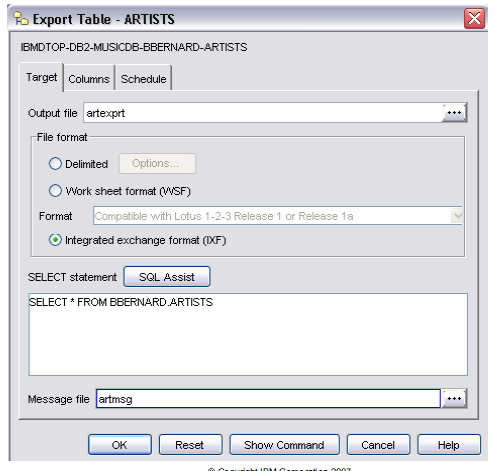 Export Table - ARTISTS
IBMDTOP-DB2-MUSICDB-BBERNARD-ARTISTS
Target Columns Schedule
Output file artexprt ...
File format
Delimited Options...
Work sheet format (WSF)
Format Compatible with Lotus 1-2-3 Release 1 or Release 1a
Integrated exchange format (IXF)
SELECT statement SQL Assist
SELECT * FROM BBERNARD.ARTISTS
Message file artmsg ...
OK Reset Show Command Cancel Help
© Copyright IBM Corporation 2007